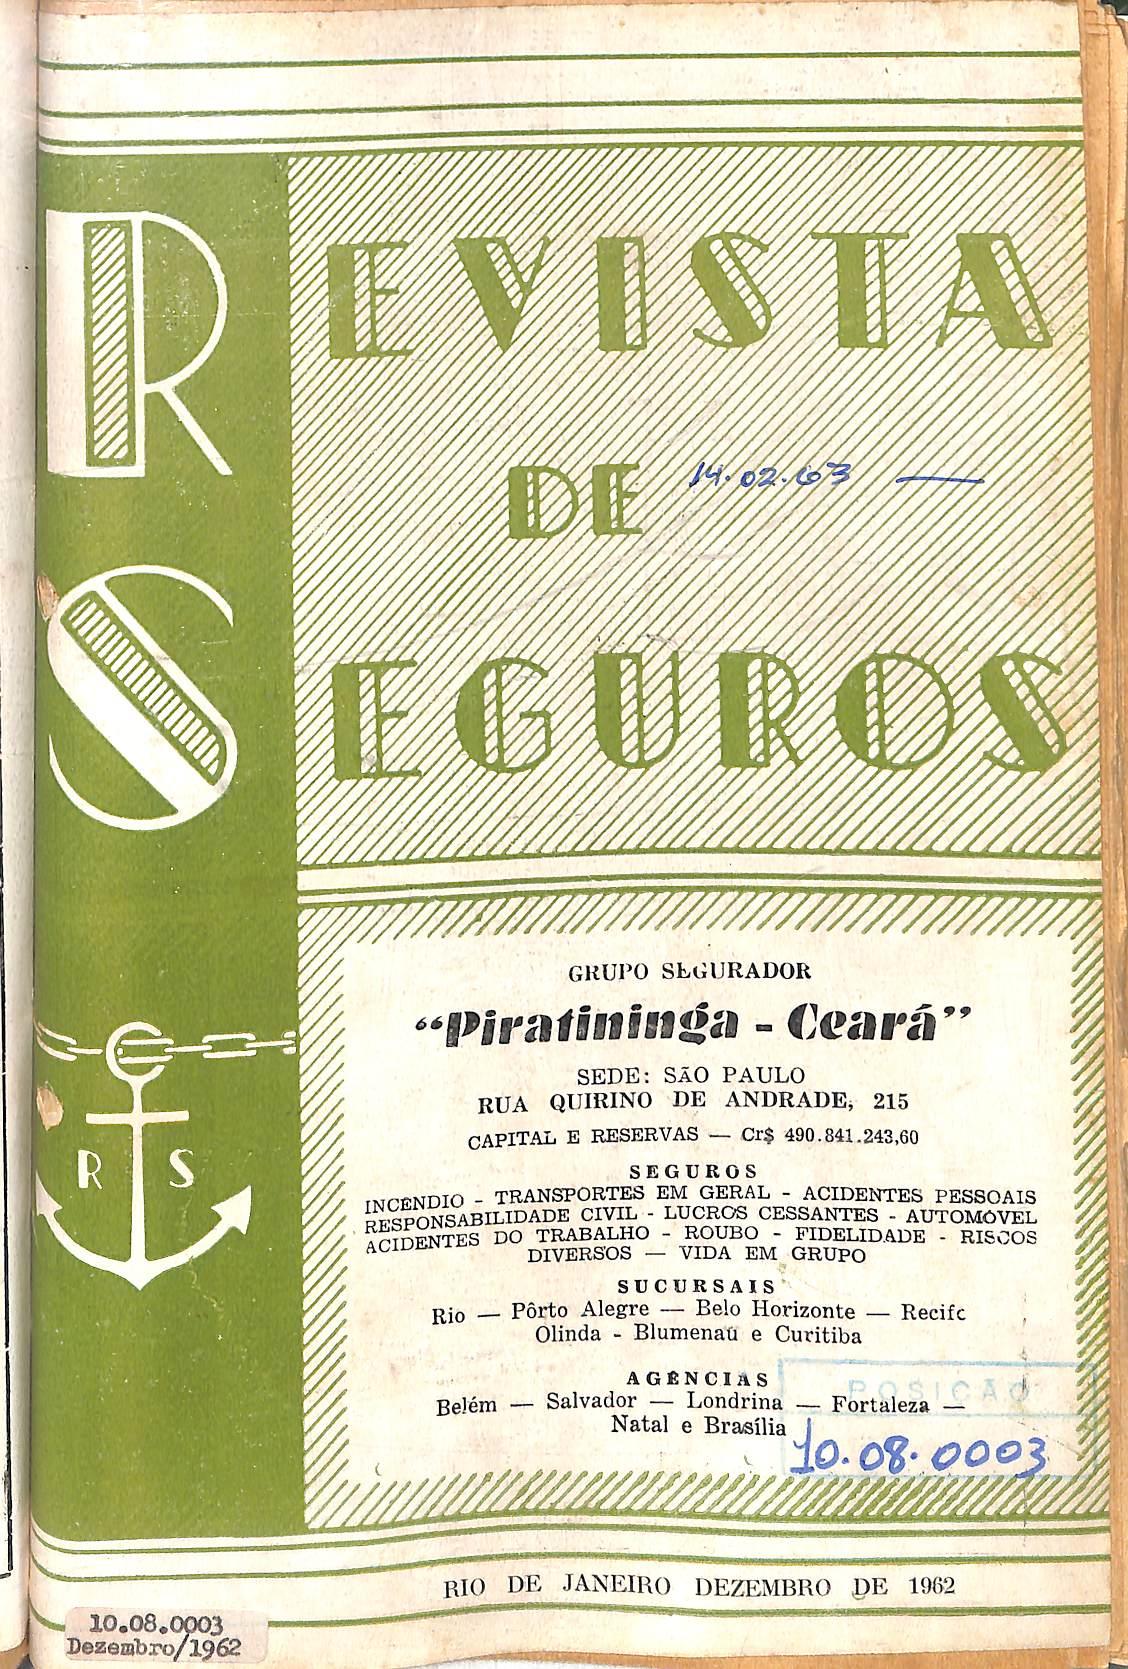 REVISTA
DE
14.02.63 —
SEGUROS
R S
GRUPO SEGURADOR
“Piratininga - Ceará”
SEDE: SÃO PAULO
RUA QUIRINO DE ANDRADE, 215
CAPITAL E RESERVAS — Cr$ 490.841.243,60
SEGUROS
INCÊNDIO - TRANSPORTES EM GERAL - ACIDENTES PESSOAIS
RESPONSABILIDADE CIVIL - LUCROS CESSANTES - AUTOMÓVEL
ACIDENTES DO TRABALHO - ROUBO - FIDELIDADE - RISCOS
DIVERSOS — VIDA EM GRUPO
SUCURSAIS
Rio — Pôrto Alegre — Belo Horizonte — Recife
Olinda - Blumenau e Curitiba
AGÊNCIAS
Belém — Salvador — Londrina — Fortaleza —
Natal e Brasília
POSIÇÃO
10.08.0003
RIO DE JANEIRO DEZEMBRO DE 1962
10.08.0003
Dezembro/1962